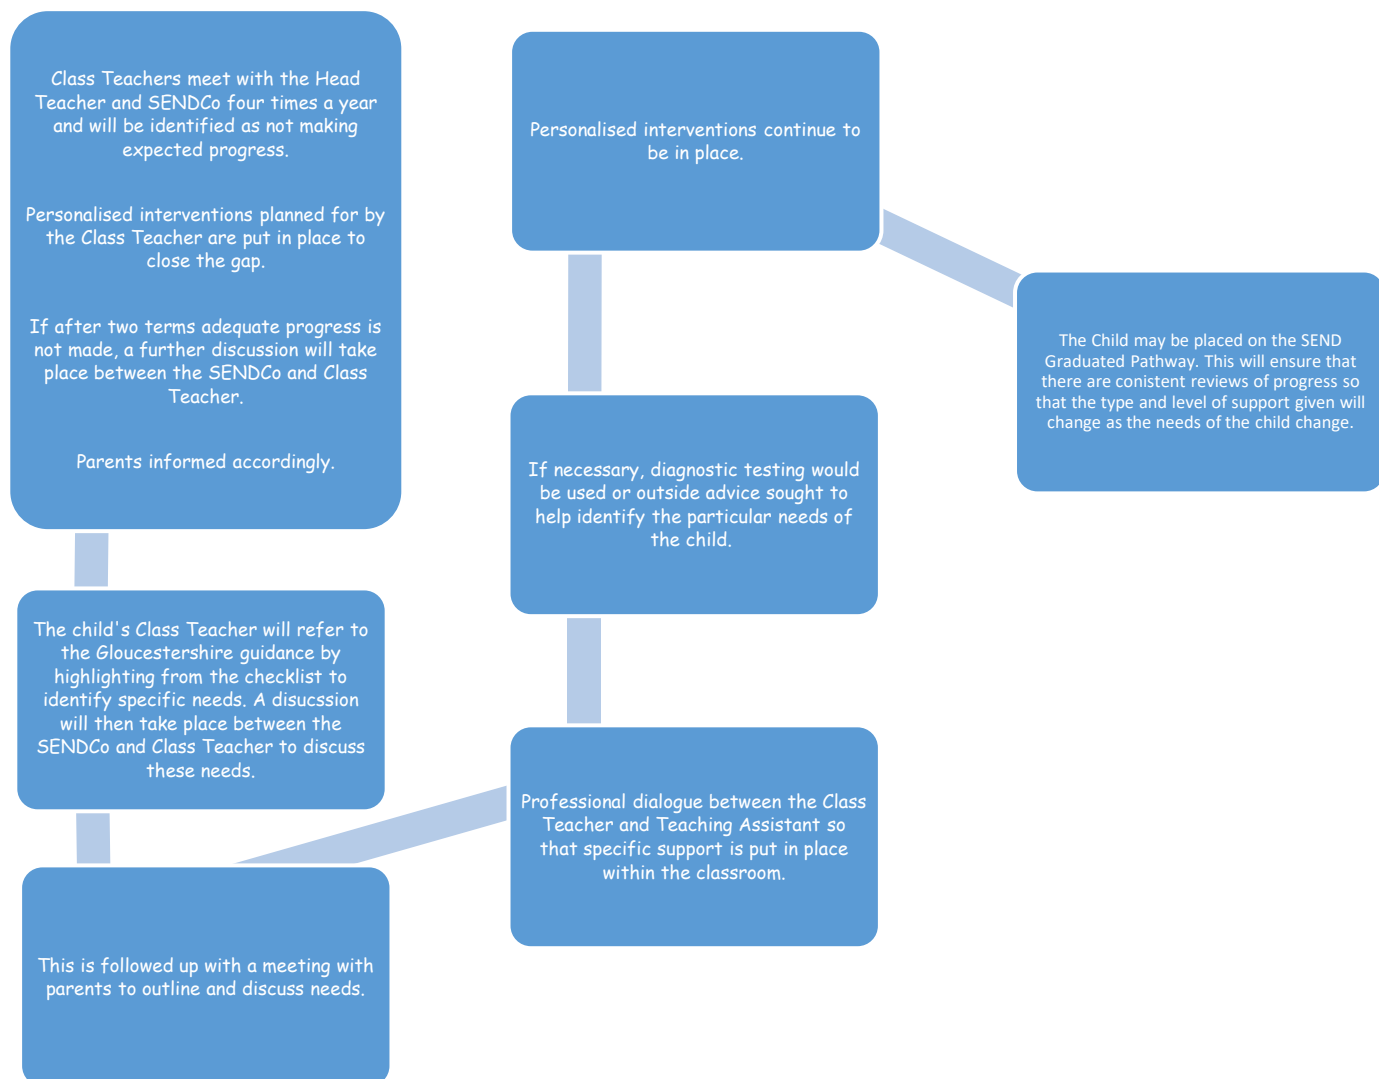 Class Teachers meet with the Head
Teacher and SENDCo four times a year
and will be identified as not making
expected progress.
Personalised interventions planned for by
the Class Teacher are put in place to
close the gap.
If after two terms adequate progress is
not made, a further discussion will take
place between the SENDCo and Class
Teacher.
Parents informed accordingly.
The child's Class Teacher will refer to
the Gloucestershire guidance by
highlighting from the checklist to
identify specific needs. A disucssion
will then take place between the
SENDCo and Class Teacher to discuss
these needs.
This is followed up with a meeting with
parents to outline and discuss needs.
Professional dialogue between the Class
Teacher and Teaching Assistant so
that specific support is put in place
within the classroom.
If necessary, diagnostic testing would
be used or outside advice sought to
help identify the particular needs of
the child.
Personalised interventions continue to
be in place.
The Child may be placed on the SEND
Graduated Pathway. This will ensure that
there are conistent reviews of progress so
that the type and level of support given will
change as the needs of the child change.